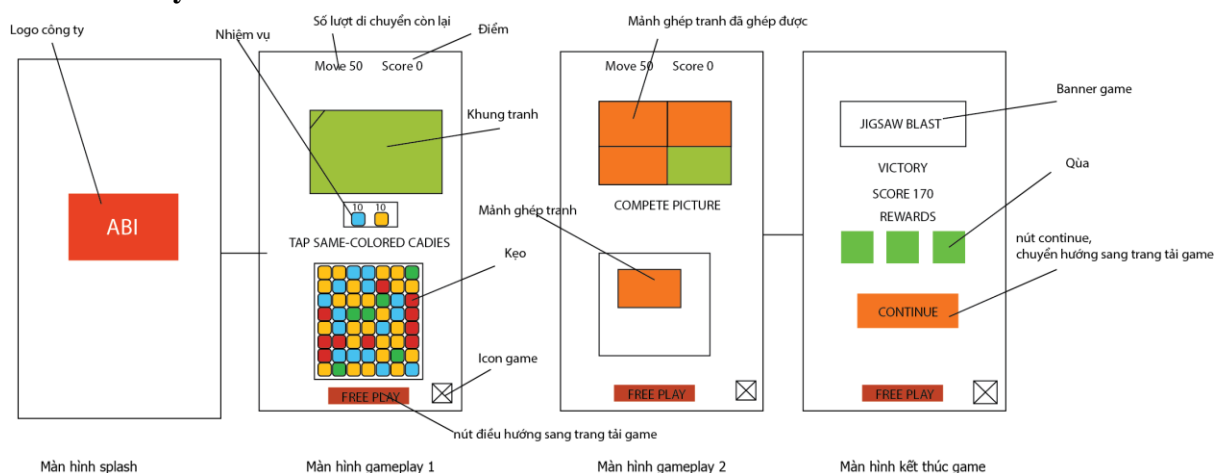 Logo công ty
ABI
Màn hình splash
Nhiệm vụ
Số lượt di chuyển còn lại
Điểm
Move 50
Score 0
Khung tranh
10
10
TAP SAME-COLORED CADIES
Kẹo
Icon game
FREE PLAY
nút điều hướng sang trang tải game
Màn hình gameplay 1
Mảnh ghép tranh đã ghép được
Move 50
Score 0
COMPETE PICTURE
Mảnh ghép tranh
FREE PLAY
Màn hình gameplay 2
Banner game
JIGSAW BLAST
VICTORY
SCORE 170
REWARDS
Qùa
nút continue,
chuyển hướng sang trang tải game
CONTINUE
FREE PLAY
Màn hình kết thúc game